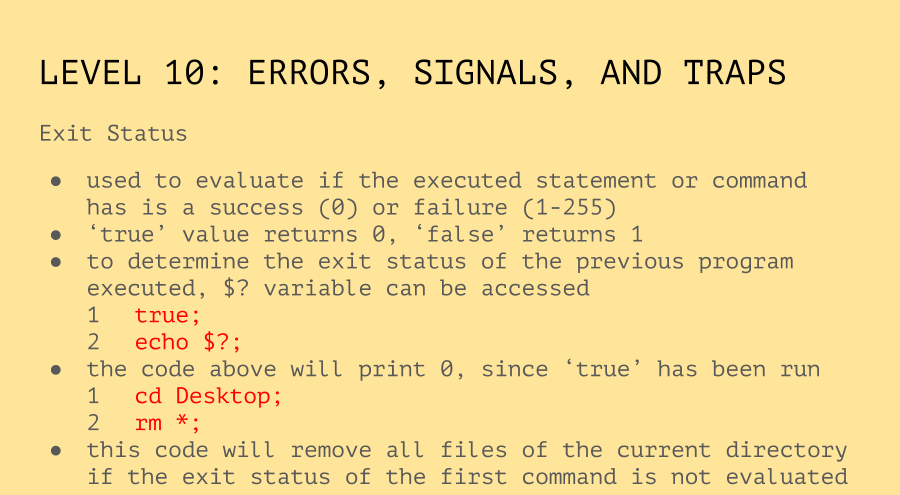 LEVEL 10: ERRORS, SIGNALS, AND TRAPS
Exit Status
● used to evaluate if the executed statement or command
has is a success (0) or failure (1-255)
● ‘true’ value returns 0, ‘false’ returns 1
● to determine the exit status of the previous program
executed, $? variable can be accessed
1 true;
2 echo $?;
● the code above will print 0, since ‘true’ has been run
1 cd Desktop;
2 rm *;
● this code will remove all files of the current directory
if the exit status of the first command is not evaluated